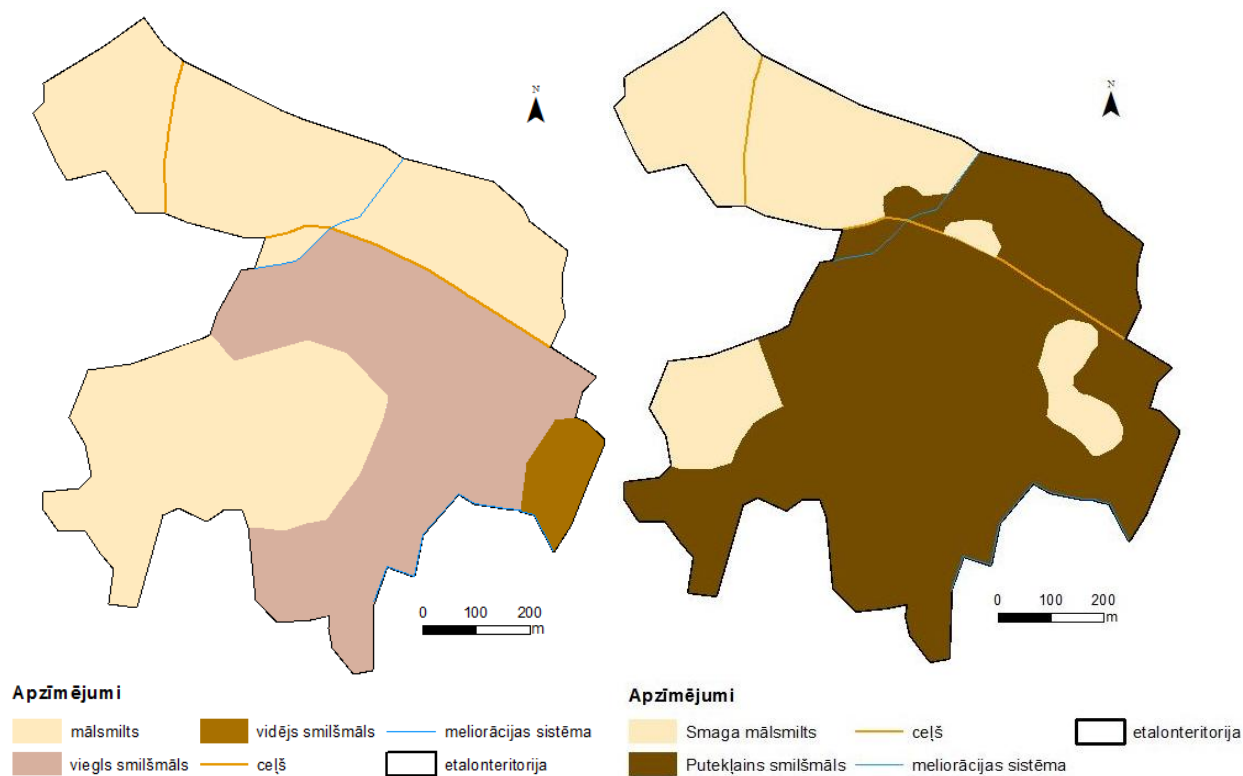 N
N
0 100 200
m
0 100 200
m
Apzīmējumi
mālsmilts
vidējs smilšmāls
meliorācijas sistēma
viegls smilšmāls
ceļš
etalonteritorija
Apzīmējumi
Smaga mālsmilts
ceļš
etalonteritorija
Putekļains smilšmāls
meliorācijas sistēma